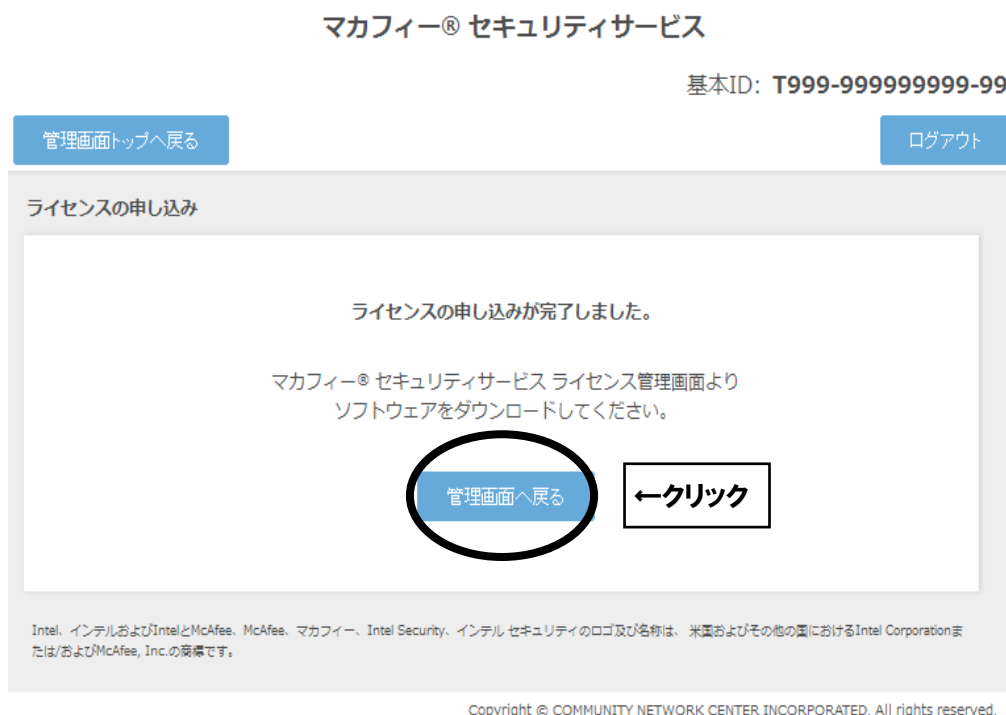 マカフィー® セキュリティサービス
基本ID: T999-999999999-99
管理画面トップへ戻る
ログアウト
ライセンスの申し込み
ライセンスの申し込みが完了しました。
マカフィー® セキュリティサービス ライセンス管理画面より
ソフトウェアをダウンロードしてください。
管理画面へ戻る
←クリック
Intel、インテルおよびIntelとMcAfee、McAfee、マカフィー、Intel Security、インテル セキュリティのロゴ及び名称は、 米国およびその他の国におけるIntel Corporationま
たは/およびMcAfee, Inc.の商標です。
Copyright © COMMUNITY NETWORK CENTER INCORPORATED. All rights reserved.